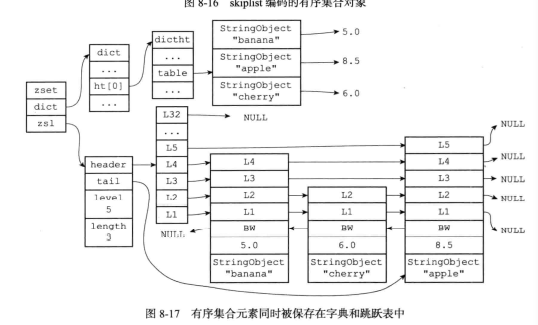 图 8-16 skiplist 编码的有序集合对象
zset
dict
zsl
dict
...
ht[0]
...
dictht
...
table
...
StringObject
"banana"
StringObject
"apple"
StringObject
"cherry"
5.0
8.5
6.0
header
tail
level
5
length
3
L32
...
L5
L4
L3
L2
L1
NULL
NULL
L4
L3
L2
L1
BW
5.0
StringObject
"banana"
L2
L1
BW
6.0
StringObject
"cherry"
L5
L4
L3
L2
L1
BW
8.5
StringObject
"apple"
NULL
NULL
NULL
NULL
NULL
图 8-17 有序集合元素同时被保存在字典和跳跃表中